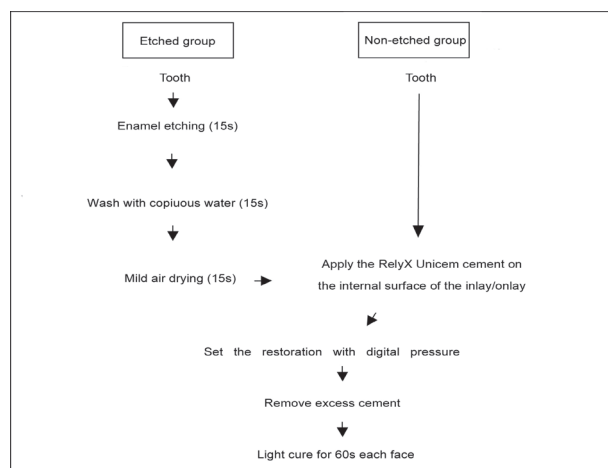 Etched group
Non-etched group
Tooth
Tooth
Enamel etching (15s)
Wash with copiuous water (15s)
Mild air drying (15s)
Apply the RelyX Unicem cement on
the internal surface of the inlay/onlay
Set the restoration with digital pressure
Remove excess cement
Light cure for 60s each face